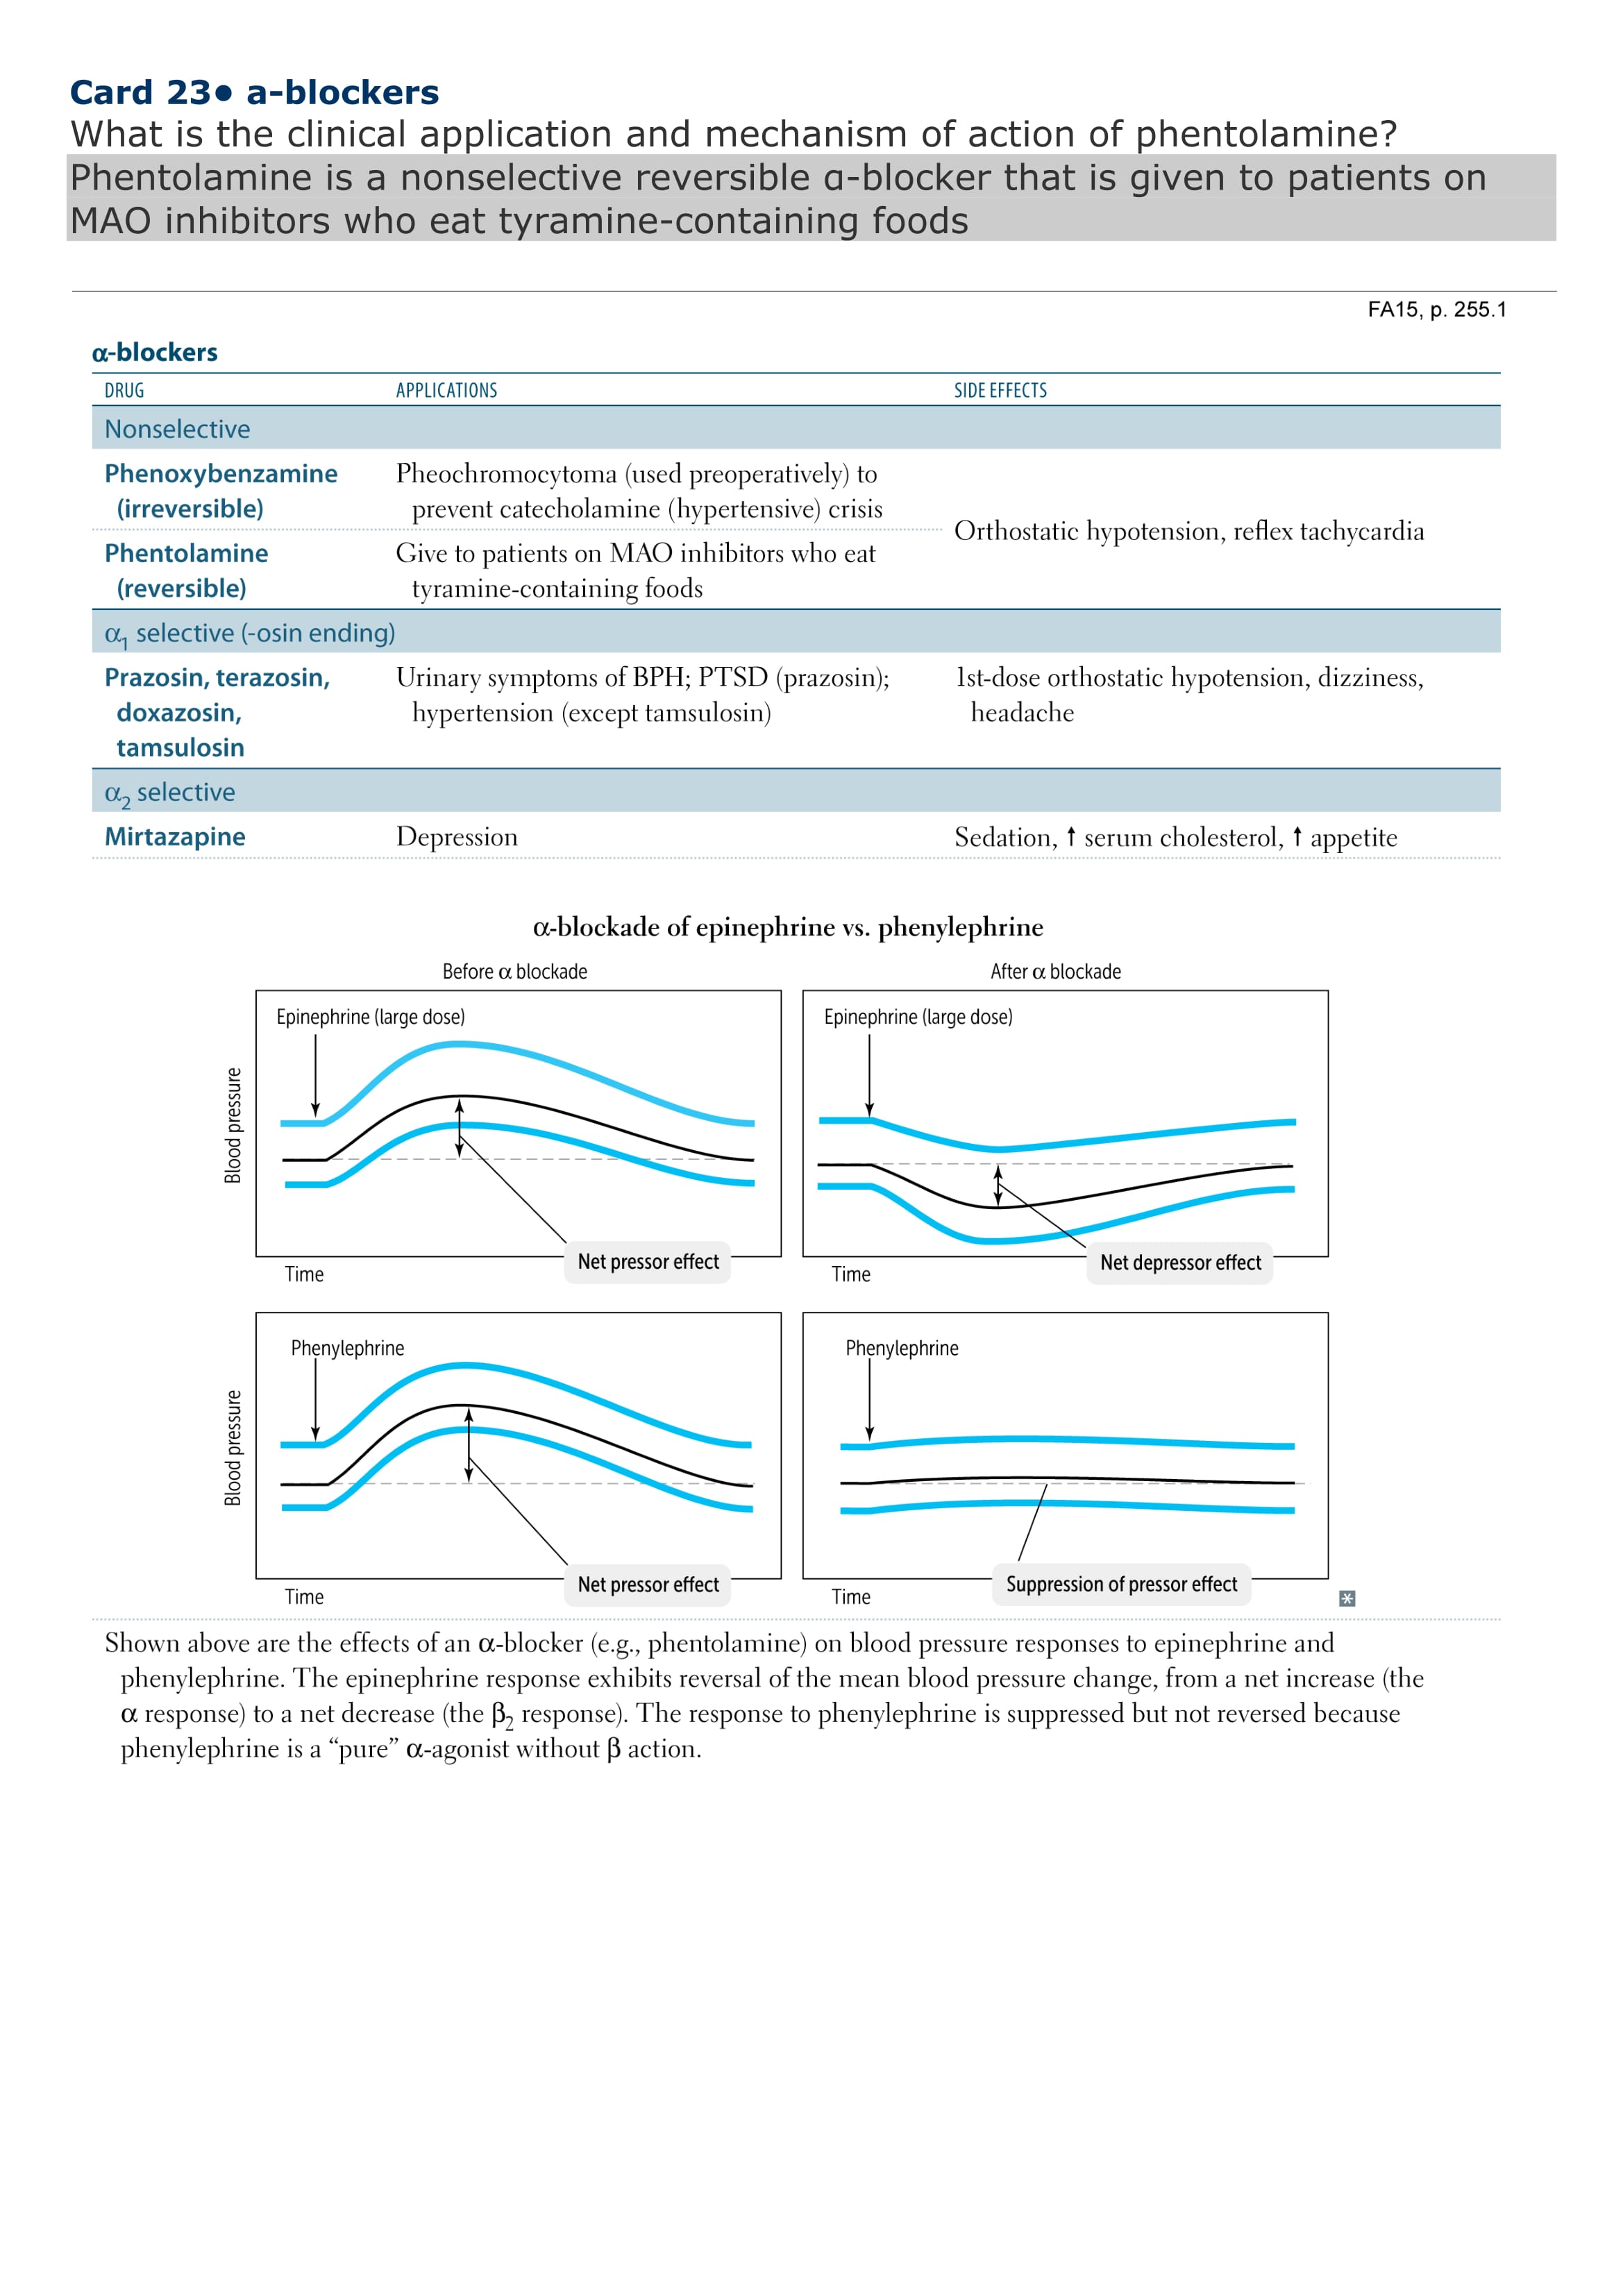 Card 23● a-blockers
What is the clinical application and mechanism of action of phentolamine?
Phentolamine is a nonselective reversible α-blocker that is given to patients on
MAO inhibitors who eat tyramine-containing foods
FA15, p. 255.1
α-blockers
DRUG APPLICATIONS SIDE EFFECTS
Nonselective
Phenoxybenzamine
(irreversible)
Pheochromocytoma (used preoperatively) to
prevent catecholamine (hypertensive) crisis
Orthostatic hypotension, reflex tachycardia
Phentolamine
(reversible)
Give to patients on MAO inhibitors who eat
tyramine-containing foods
α1 selective (-osin ending)
Prazosin, terazosin,
doxazosin,
tamsulosin
Urinary symptoms of BPH; PTSD (prazosin);
hypertension (except tamsulosin)
1st-dose orthostatic hypotension, dizziness,
headache
α2 selective
Mirtazapine Depression Sedation, ↑ serum cholesterol, ↑ appetite
α-blockade of epinephrine vs. phenylephrine
Before α blockade
After α blockade
Epinephrine (large dose)
Blood pressure
Net pressor effect
Time
Epinephrine (large dose)
Net depressor effect
Time
Phenylephrine
Blood pressure
Net pressor effect
Time
Phenylephrine
Suppression of pressor effect
Time
Shown above are the effects of an α-blocker (e.g., phentolamine) on blood pressure responses to epinephrine and
phenylephrine. The epinephrine response exhibits reversal of the mean blood pressure change, from a net increase (the
α response) to a net decrease (the β2 response). The response to phenylephrine is suppressed but not reversed because
phenylephrine is a “pure” α-agonist without β action.